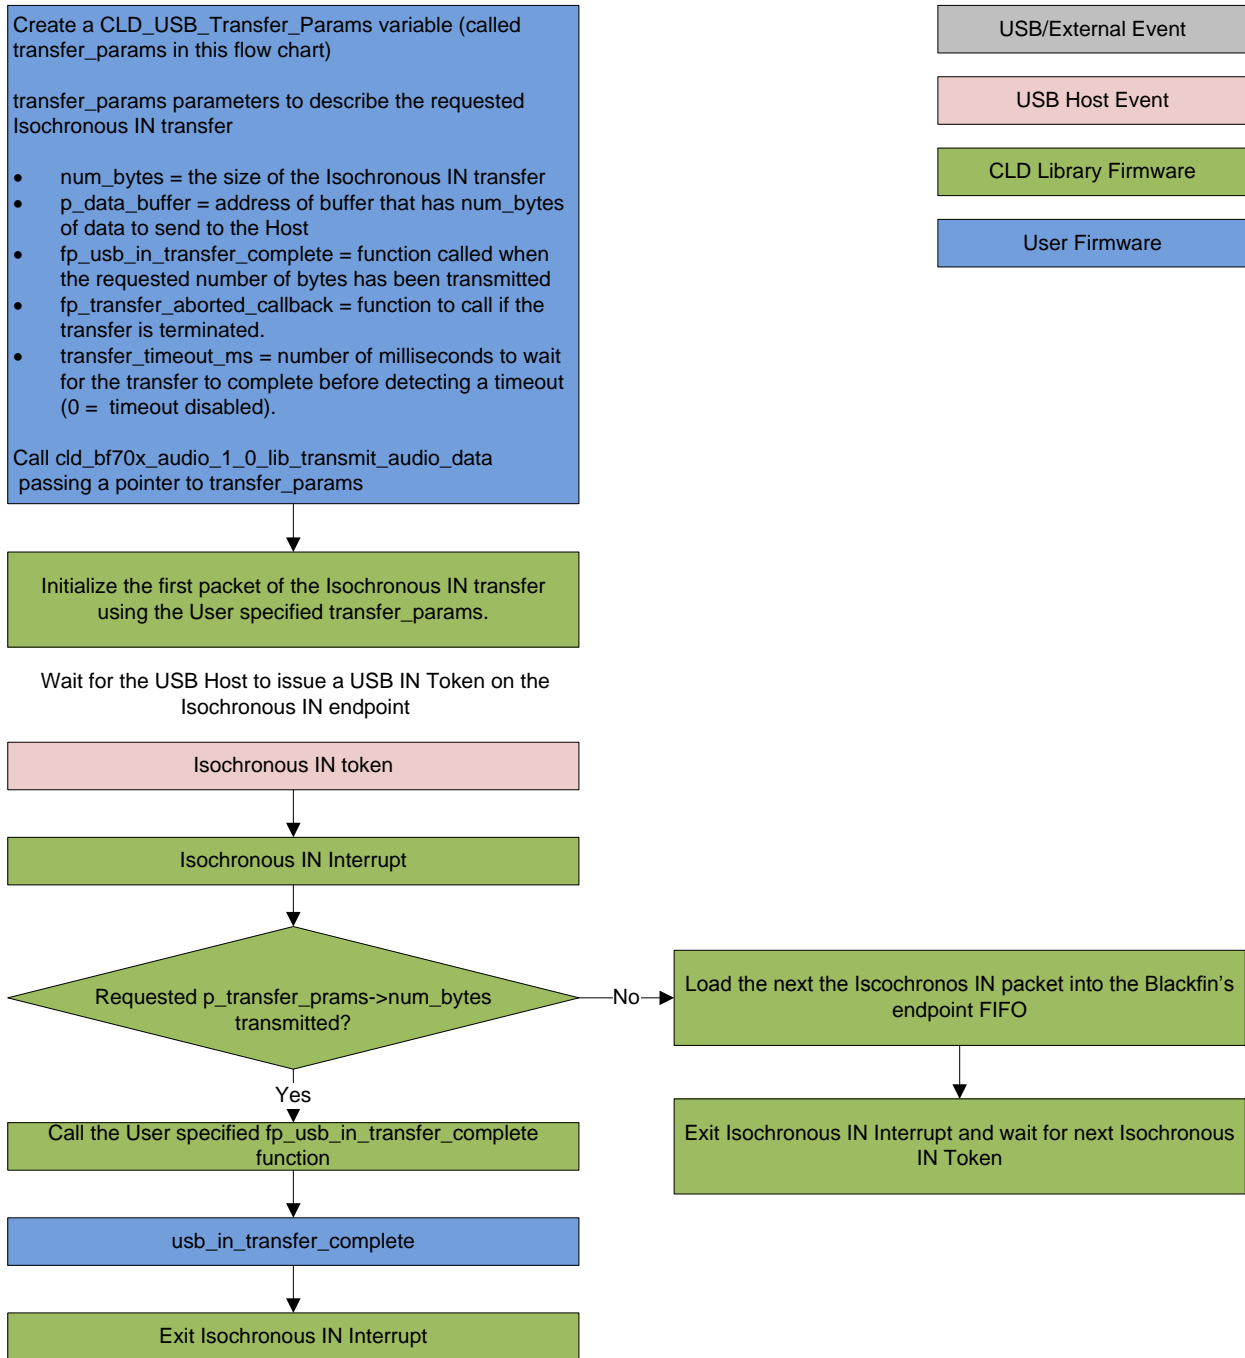 Create a CLD_USB_Transfer_Params variable (called
transfer_params in this flow chart)
transfer_params parameters to describe the requested
Isochronous IN transfer
• num_bytes = the size of the Isochronous IN transfer
• p_data_buffer = address of buffer that has num_bytes
of data to send to the Host
• fp_usb_in_transfer_complete = function called when
the requested number of bytes has been transmitted
• fp_transfer_aborted_callback = function to call if the
transfer is terminated.
• transfer_timeout_ms = number of milliseconds to wait
for the transfer to complete before detecting a timeout
(0 = timeout disabled).
Call cld_bf70x_audio_1_0_lib_transmit_audio_data
passing a pointer to transfer_params
USB/External Event
USB Host Event
CLD Library Firmware
User Firmware
Initialize the first packet of the Isochronous IN transfer
using the User specified transfer_params.
Wait for the USB Host to issue a USB IN Token on the
Isochronous IN endpoint
Isochronous IN token
Isochronous IN Interrupt
Requested p_transfer_prams->num_bytes
transmitted?
No
Load the next the Iscochronos IN packet into the Blackfin's
endpoint FIFO
Exit Isochronous IN Interrupt and wait for next Isochronous
IN Token
Yes
Call the User specified fp_usb_in_transfer_complete
function
usb_in_transfer_complete
Exit Isochronous IN Interrupt